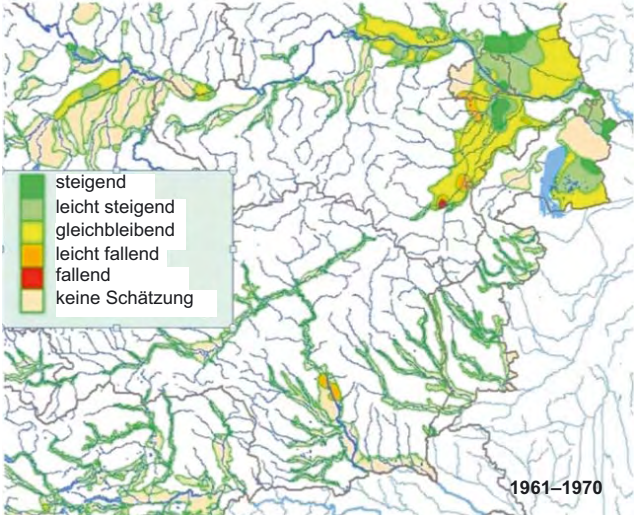 steigend
leicht steigend
gleichbleibend
leicht fallend
fallend
keine Schätzung
1961–1970